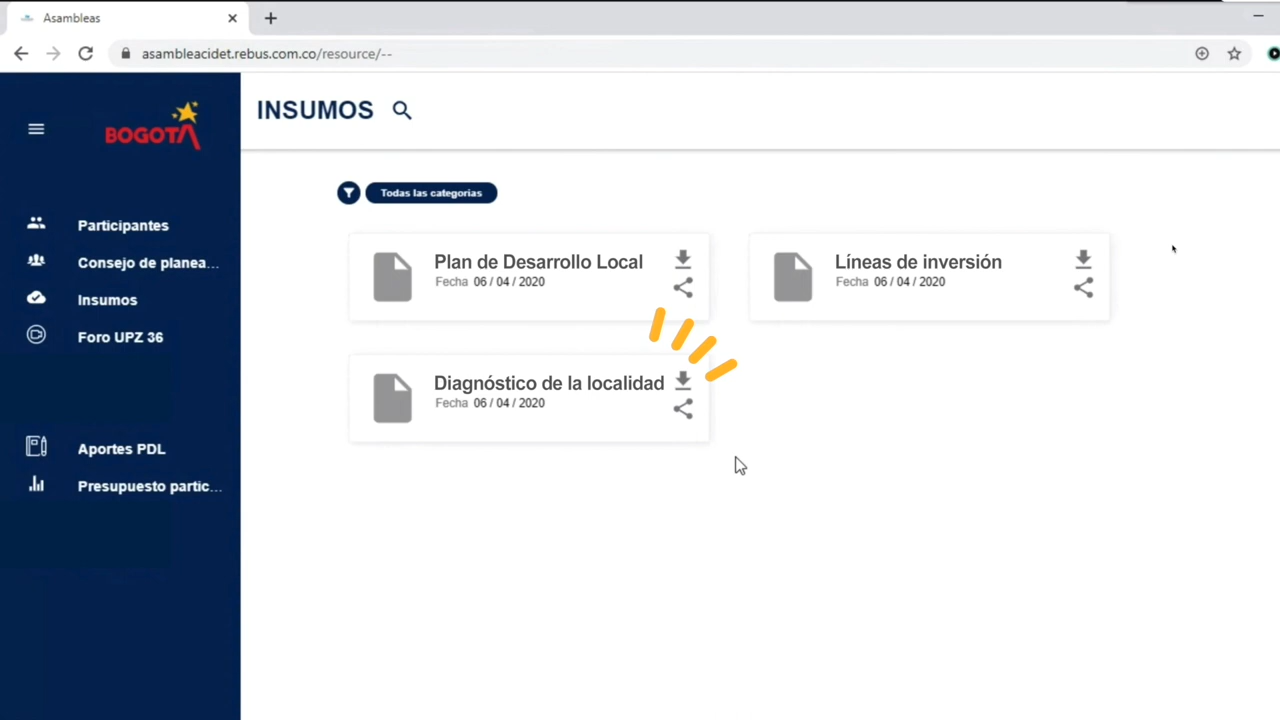 Asambleas
asambleacidet.rebus.com.co/resource/--
BOGOTA
INSUMOS
Participantes
Consejo de planea...
Insumos
Foro UPZ 36
Aportes PDL
Presupuesto partic...
Todas las categorias
Plan de Desarrollo Local
Fecha 06 / 04 / 2020
Líneas de inversión
Fecha 06 / 04 / 2020
Diagnóstico de la localidad
Fecha 06 / 04 / 2020